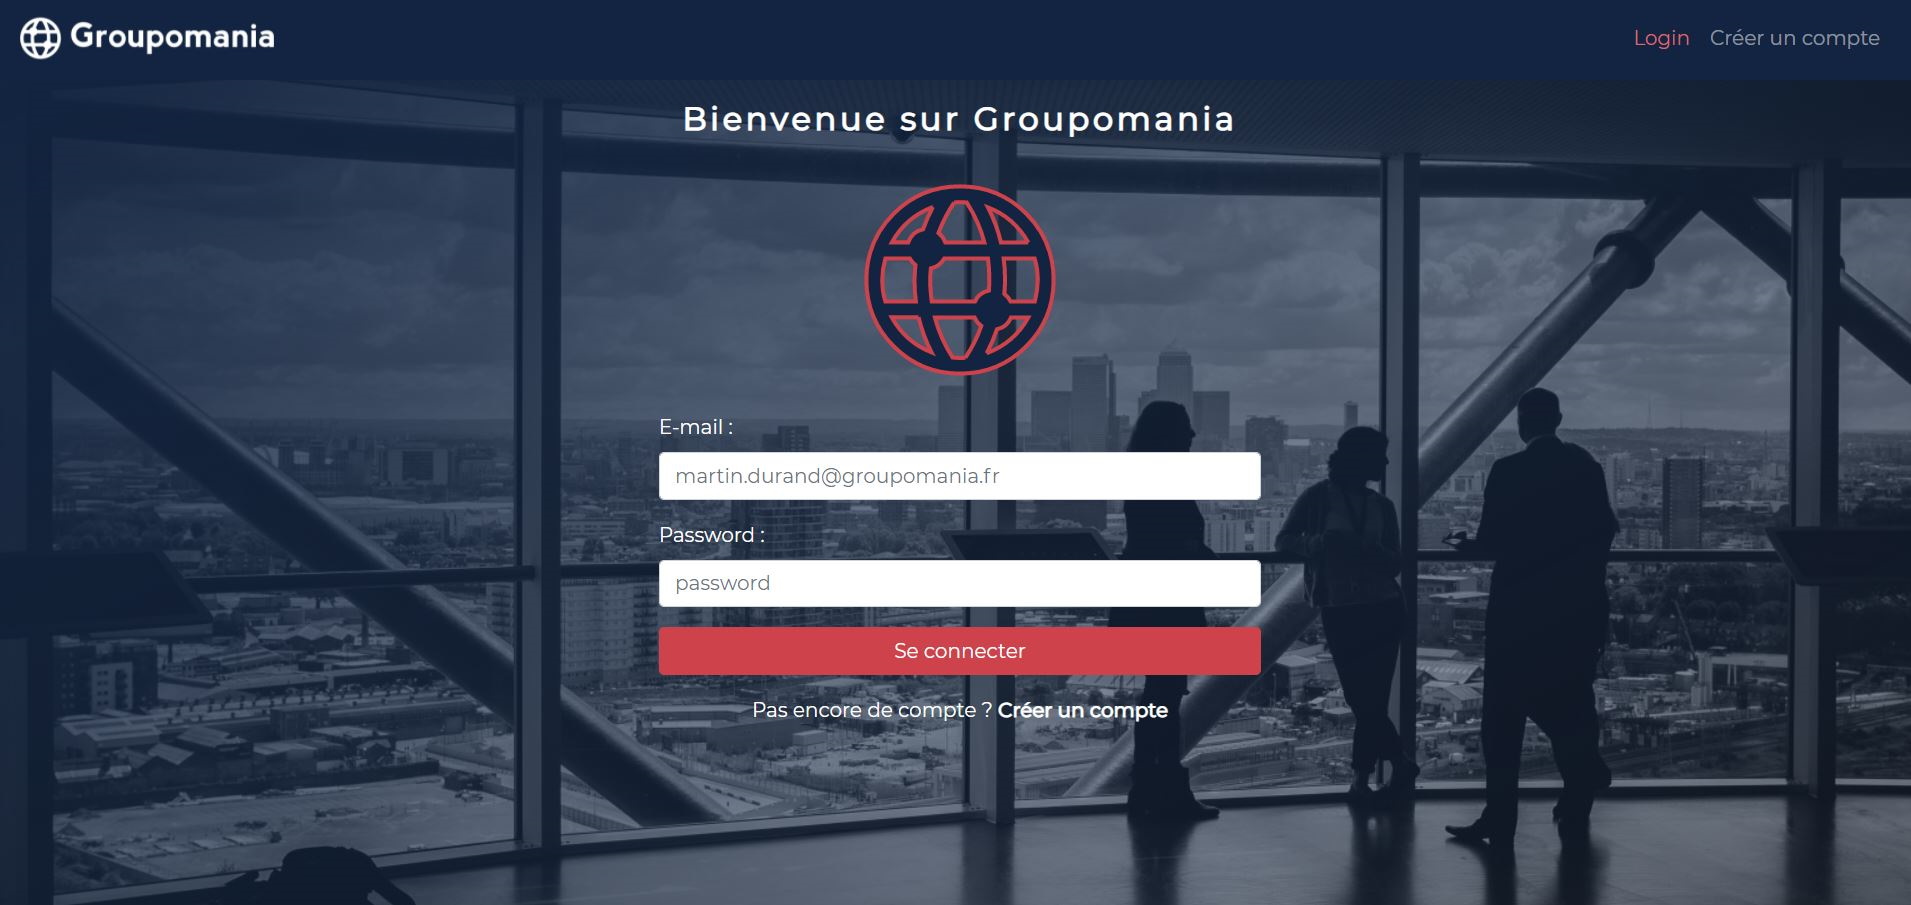 Groupomania
Login Créer un compte
Bienvenue sur Groupomania
E-mail :
martin.durand@groupomania.fr
Password :
password
Se connecter
Pas encore de compte ? Créer un compte